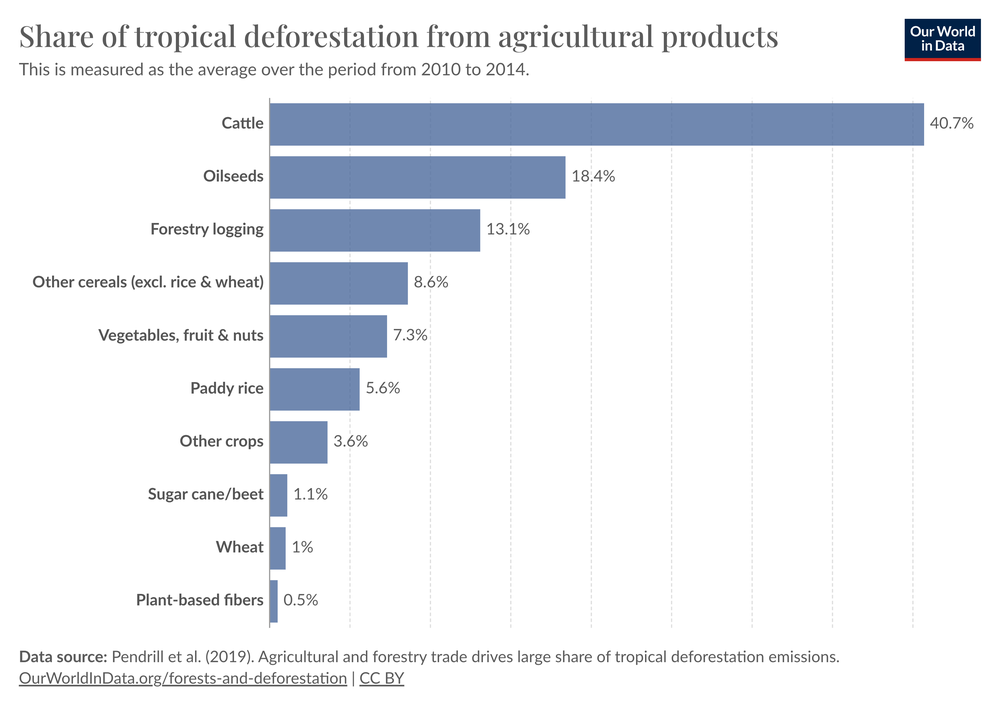 Share of tropical deforestation from agricultural products
Our World
in Data
This is measured as the average over the period from 2010 to 2014.
Cattle 40.7%
Oilseeds 18.4%
Forestry logging 13.1%
Other cereals (excl. rice & wheat) 8.6%
Vegetables, fruit & nuts 7.3%
Paddy rice 5.6%
Other crops 3.6%
Sugar cane/beet 1.1%
Wheat 1%
Plant-based fibers 0.5%
Data source: Pendrill et al. (2019). Agricultural and forestry trade drives large share of tropical deforestation emissions.
OurWorldInData.org/forests-and-deforestation | CC BY